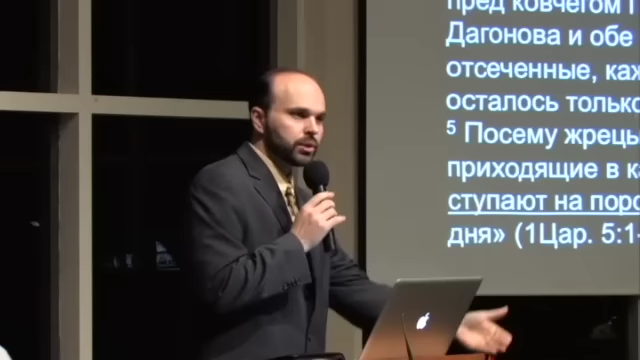 пред ковчегом
Дагонова и обе
отсеченные, каж
осталось только
⁵ Посему жрецы
приходящие в к
ступают на поро
дня» (1Цар. 5:1-